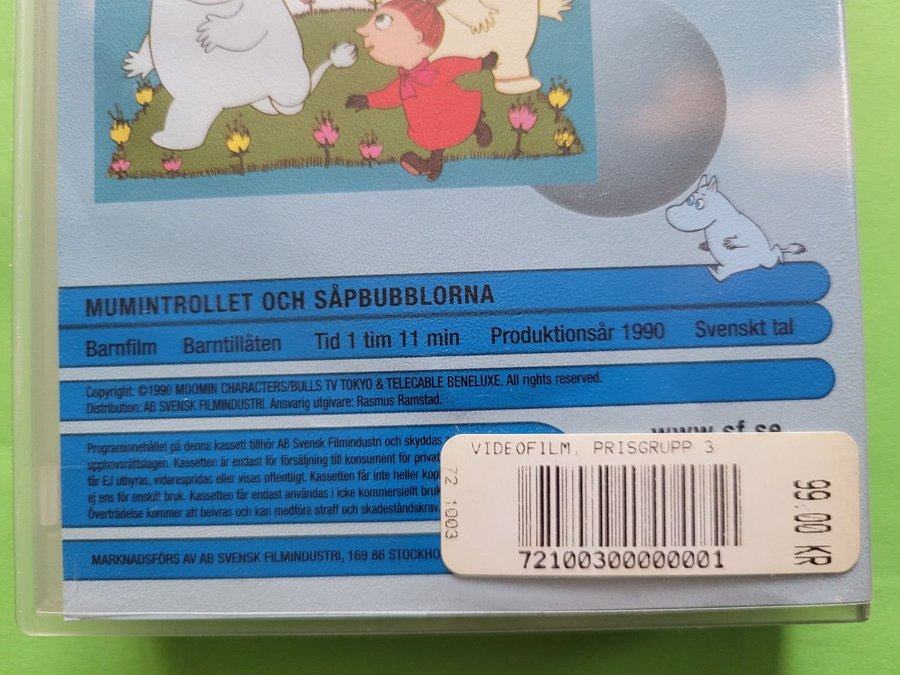 MUMINTROLLET OCH SÅPBUBBLORNA
Barnfilm Barntillåten Tid 1 tim 11 min Produktionsår 1990 Svenskt tal
Copyright: ©1990 MOOMIN CHARACTERS/BULLS TV TOKYO & TELECABLE BENELUXE. All rights reserved.
Distribution: AB SVENSK FILMINDUSTRI. Ansvarig utgivare: Rasmus Ramstad.
www.sf.se
Programinnehållet på denna kassett tillhör AB Svensk Filmindustri och skyddas
upphovsrättslagen. Kassetten är endast för försäljning till konsument för privat
får EJ uthyras, vidarespridas eller visas offentligt. Kassetten får inte heller kop
ej ens för enskilt bruk. Kassetten får endast användas i icke kommersiellt bruk
Överträdelse kommer att beivras och kan medföra straff och skadeståndskrav.
MARKNADSFÖRS AV AB SVENSK FILMINDUSTRI, 169 86 STOCKHO
VIDEOFILM, PRISGRUPP 3
72 1003
72100300000001
99.00 KR